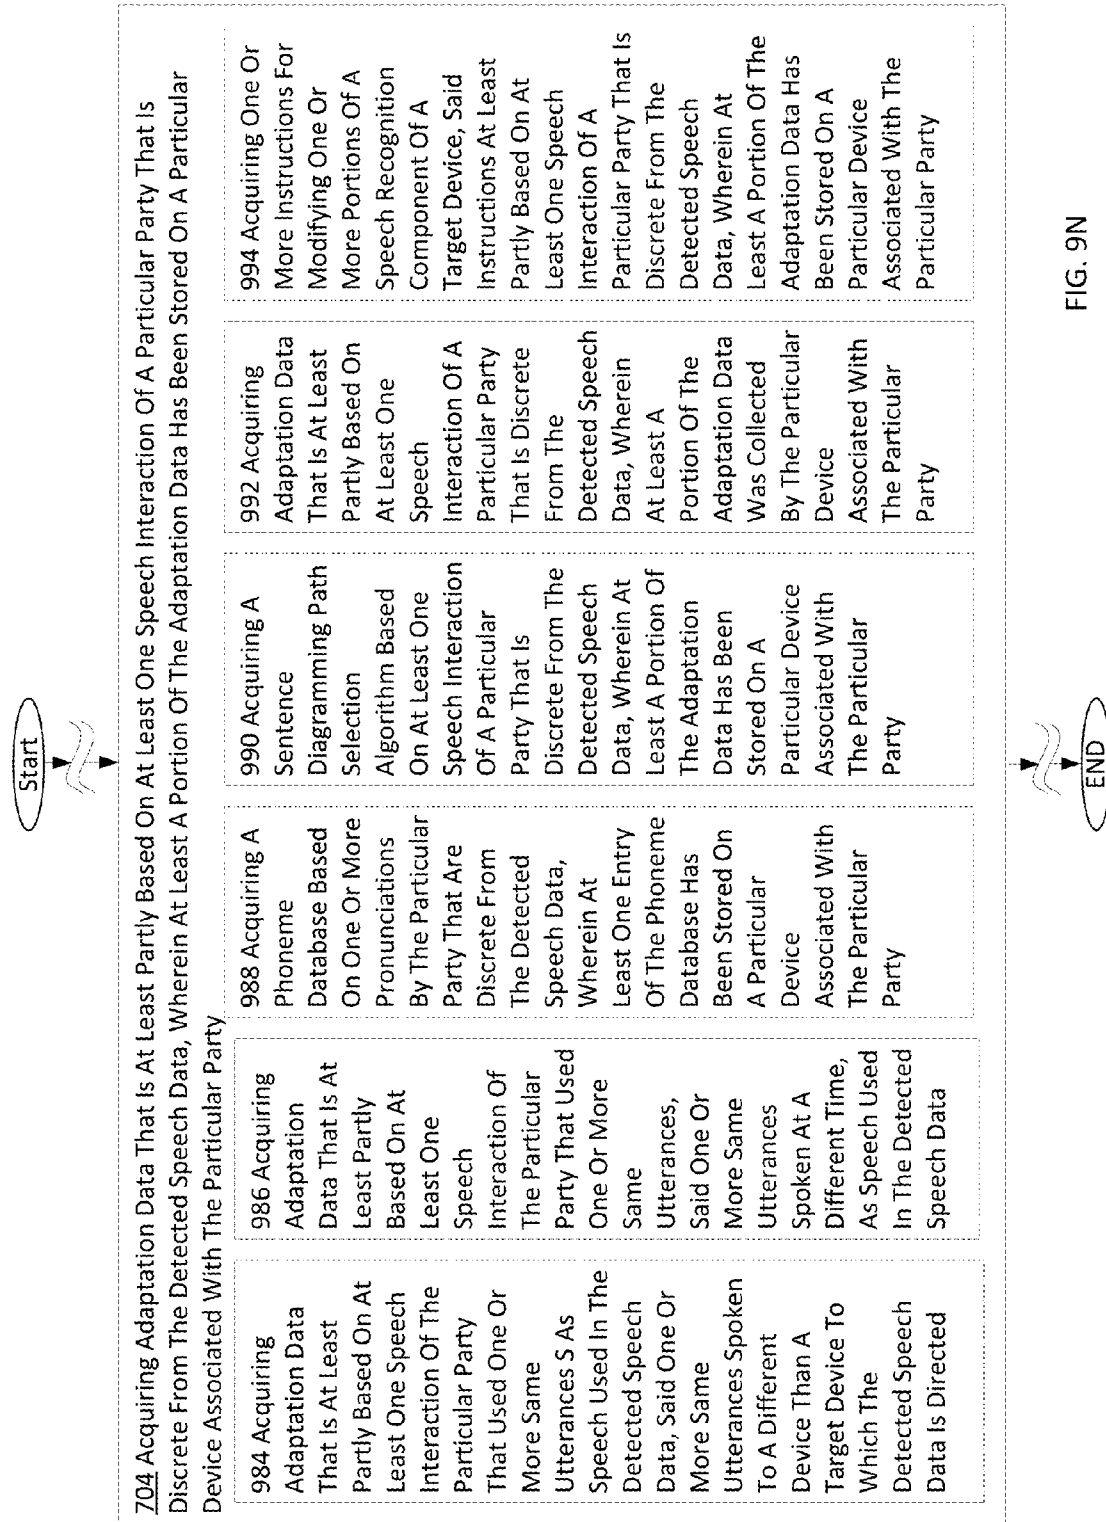 Start
704 Acquiring Adaptation Data That Is At Least Partly Based On At Least One Speech Interaction Of A Particular Party That Is
Discrete From The Detected Speech Data, Wherein At Least A Portion Of The Adaptation Data Has Been Stored On A Particular
Device Associated With The Particular Party
984 Acquiring
Adaptation Data
That Is At Least
Partly Based On At
Least One Speech
Interaction Of The
Particular Party
That Used One Or
More Same
Utterances S As
Speech Used In The
Detected Speech
Data, Said One Or
More Same
Utterances Spoken
To A Different
Device Than A
Target Device To
Which The
Detected Speech
Data Is Directed
986 Acquiring
Adaptation
Data That Is At
Least Partly
Based On At
Least One
Speech
Interaction Of
The Particular
Party That Used
One Or More
Same
Utterances,
Said One Or
More Same
Utterances
Spoken At A
Different Time,
As Speech Used
In The Detected
Speech Data
988 Acquiring A
Phoneme
Database Based
On One Or More
Pronunciations
By The Particular
Party That Are
Discrete From
The Detected
Speech Data,
Wherein At
Least One Entry
Of The Phoneme
Database Has
Been Stored On
A Particular
Device
Associated With
The Particular
Party
990 Acquiring A
Sentence
Diagramming Path
Selection
Algorithm Based
On At Least One
Speech Interaction
Of A Particular
Party That Is
Discrete From The
Detected Speech
Data, Wherein At
Least A Portion Of
The Adaptation
Data Has Been
Stored On A
Particular Device
Associated With
The Particular
Party
992 Acquiring
Adaptation Data
That Is At Least
Partly Based On
At Least One
Speech
Interaction Of A
Particular Party
That Is Discrete
From The
Detected Speech
Data, Wherein
At Least A
Portion Of The
Adaptation Data
Was Collected
By The Particular
Device
Associated With
The Particular
Party
994 Acquiring One Or
More Instructions For
Modifying One Or
More Portions Of A
Speech Recognition
Component Of A
Target Device, Said
Instructions At Least
Partly Based On At
Least One Speech
Interaction Of A
Particular Party That Is
Discrete From The
Detected Speech
Data, Wherein At
Least A Portion Of The
Adaptation Data Has
Been Stored On A
Particular Device
Associated With The
Particular Party
END
FIG. 9N